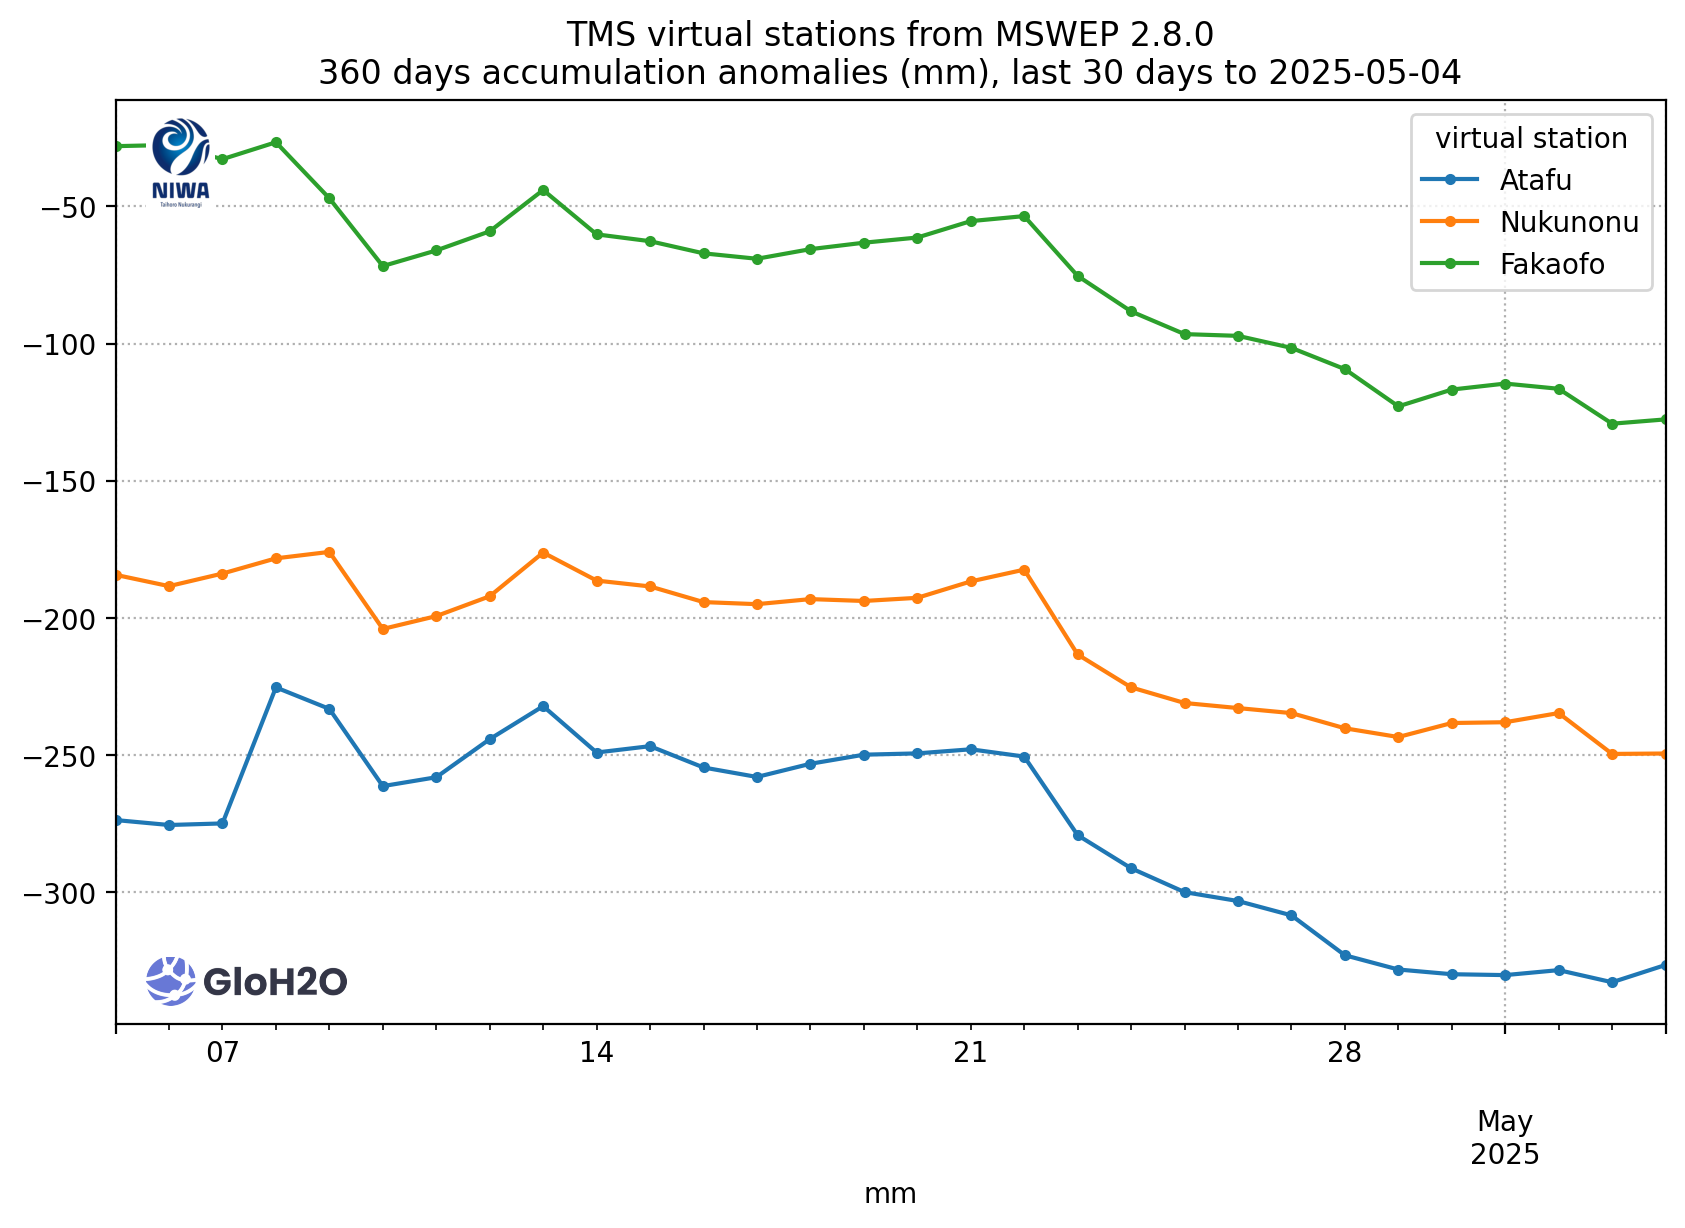 TMS virtual stations from MSWEP 2.8.0
360 days accumulation anomalies (mm), last 30 days to 2025-05-04
NIWA
Taihoro Nukurangi
virtual station
Atafu
Nukunonu
Fakaofo
−50
−100
−150
−200
−250
−300
GloH2O
07 14 21 28
May
2025
mm